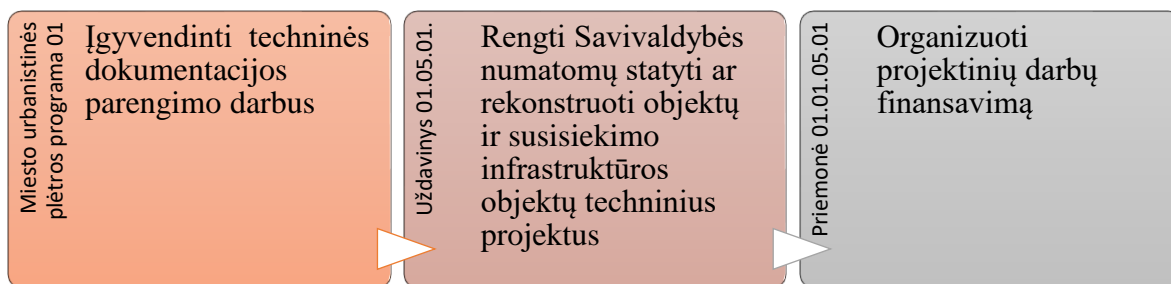 Miesto urbanistinės
plėtros programa 01
Įgyvendinti techninės
dokumentacijos
parengimo darbus
Uždavinys 01.05.01.
Rengti Savivaldybės
numatomų statyti ar
rekonstruoti objektų
ir susisiekimo
infrastruktūros
objektų techninius
projektus
Priemonė 01.01.05.01
Organizuoti
projektinių darbų
finansavimą